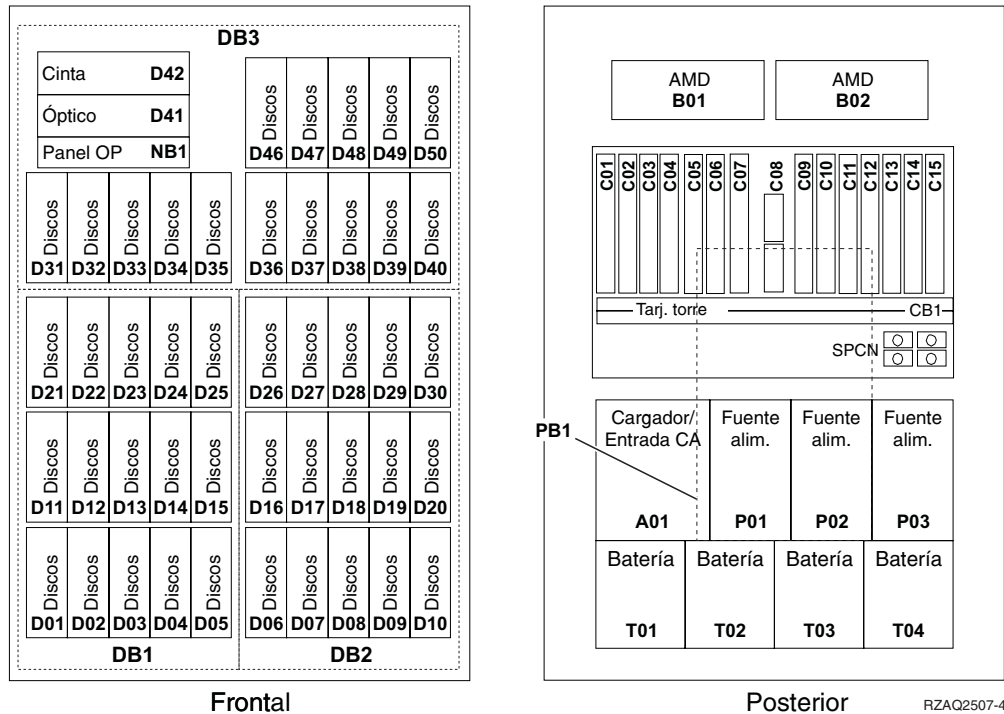 DB3
Cinta D42
Óptico D41
Panel OP NB1
Discos Discos Discos Discos Discos
D46 D47 D48 D49 D50
Discos Discos Discos Discos Discos Discos Discos Discos Discos Discos
D31 D32 D33 D34 D35 D36 D37 D38 D39 D40
Discos Discos Discos Discos Discos Discos Discos Discos Discos Discos
D21 D22 D23 D24 D25 D26 D27 D28 D29 D30
Discos Discos Discos Discos Discos Discos Discos Discos Discos Discos
D11 D12 D13 D14 D15 D16 D17 D18 D19 D20
Discos Discos Discos Discos Discos Discos Discos Discos Discos Discos
D01 D02 D03 D04 D05 D06 D07 D08 D09 D10
DB1 DB2
Frontal
AMD AMD
B01 B02
C01 C02 C03 C04 C05 C06 C07 C08 C09 C10 C11 C12 C13 C14 C15
Tarj. torre CB1
SPCN
PB1
Cargador/ Fuente Fuente Fuente
Entrada CA alim. alim. alim.
A01 P01 P02 P03
Batería Batería Batería Batería
T01 T02 T03 T04
Posterior
RZAQ2507-4